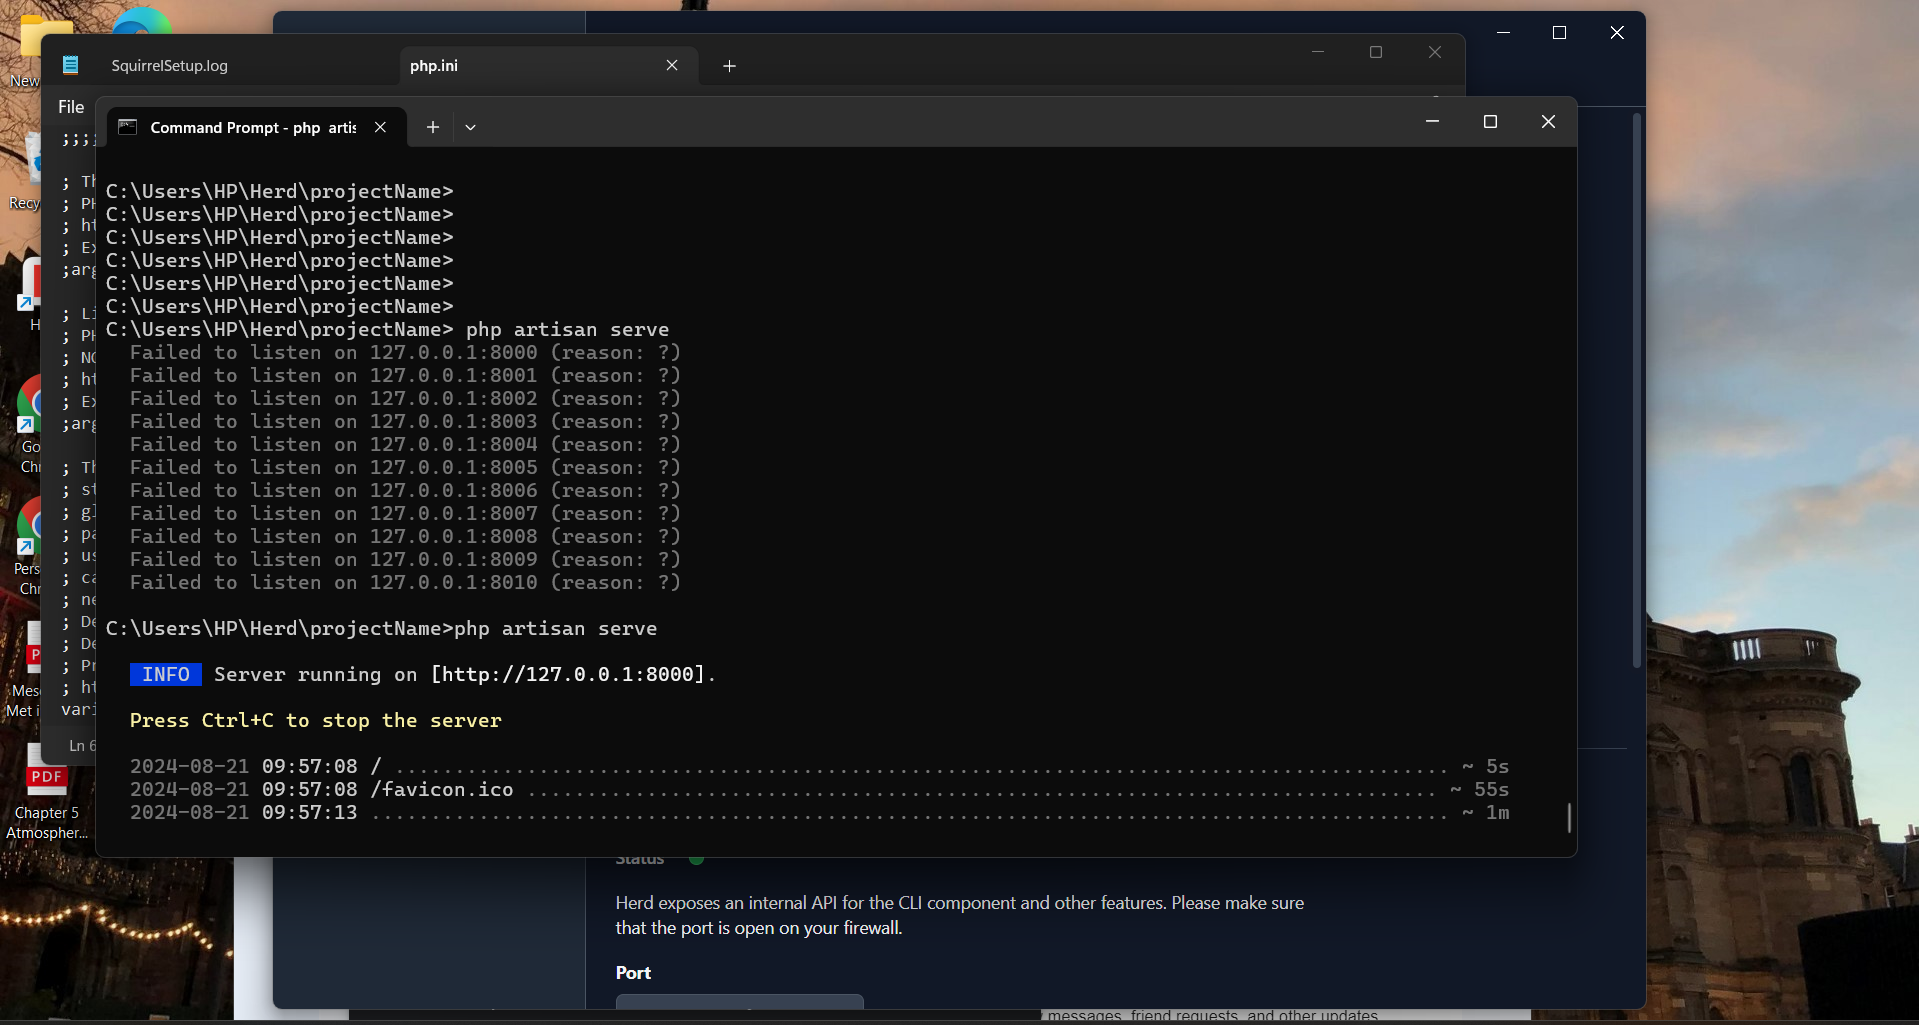 New
SquirrelSetup.log
php.ini
File
Command Prompt - php artis
;;;;
; Th
; PH
; ht
; Ex
;arg
; Li
; PH
; NO
; ht
; Ex
;arg
; Th
; st
; gl
; pa
; us
; ca
; ne
; De
; De
; Pr
; ht
vari
Ln 6
Recy
H
Go
Chr
Pers
Chr
Mes
Met i
PDF
Chapter 5
Atmospher...
C:\Users\HP\Herd\projectName>
C:\Users\HP\Herd\projectName>
C:\Users\HP\Herd\projectName>
C:\Users\HP\Herd\projectName>
C:\Users\HP\Herd\projectName>
C:\Users\HP\Herd\projectName>
C:\Users\HP\Herd\projectName> php artisan serve
Failed to listen on 127.0.0.1:8000 (reason: ?)
Failed to listen on 127.0.0.1:8001 (reason: ?)
Failed to listen on 127.0.0.1:8002 (reason: ?)
Failed to listen on 127.0.0.1:8003 (reason: ?)
Failed to listen on 127.0.0.1:8004 (reason: ?)
Failed to listen on 127.0.0.1:8005 (reason: ?)
Failed to listen on 127.0.0.1:8006 (reason: ?)
Failed to listen on 127.0.0.1:8007 (reason: ?)
Failed to listen on 127.0.0.1:8008 (reason: ?)
Failed to listen on 127.0.0.1:8009 (reason: ?)
Failed to listen on 127.0.0.1:8010 (reason: ?)
C:\Users\HP\Herd\projectName>php artisan serve
INFO Server running on [http://127.0.0.1:8000].
Press Ctrl+C to stop the server
2024-08-21 09:57:08 / ........................................ ~ 5s
2024-08-21 09:57:08 /favicon.ico ........................................ ~ 55s
2024-08-21 09:57:13 ........................................ ~ 1m
Status
Herd exposes an internal API for the CLI component and other features. Please make sure
that the port is open on your firewall.
Port
messages, friend requests, and other updates